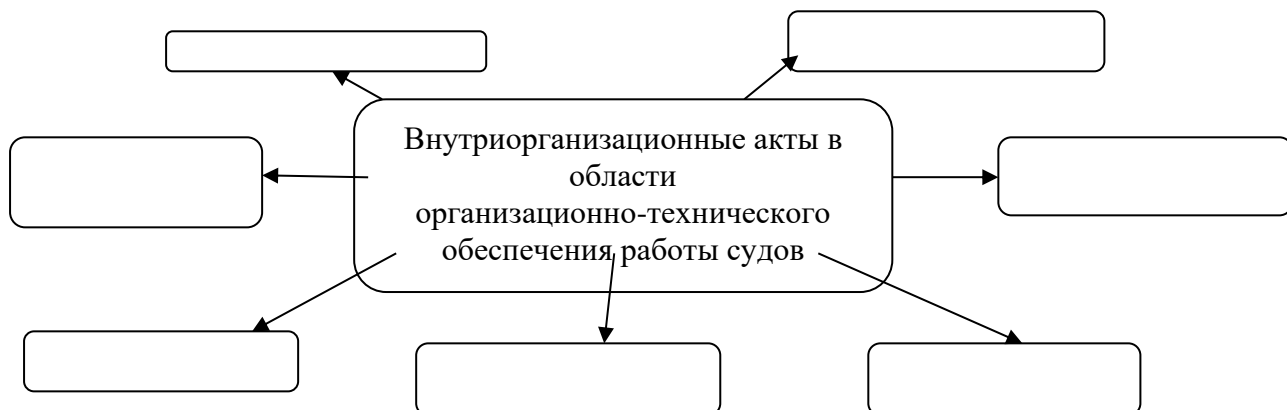 Внутриорганизационные акты в
области
организационно-технического
обеспечения работы судов